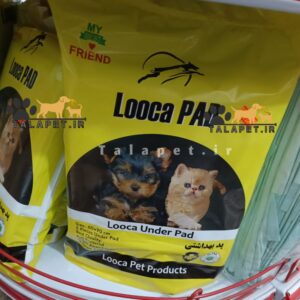 MY
FRIEND
Looca PAD
Looca PAD
TALAPET.IR
TALAPET.IR
Talapet.ir
Looca Under Pad
پد بهداشتی
Looca Pet Products